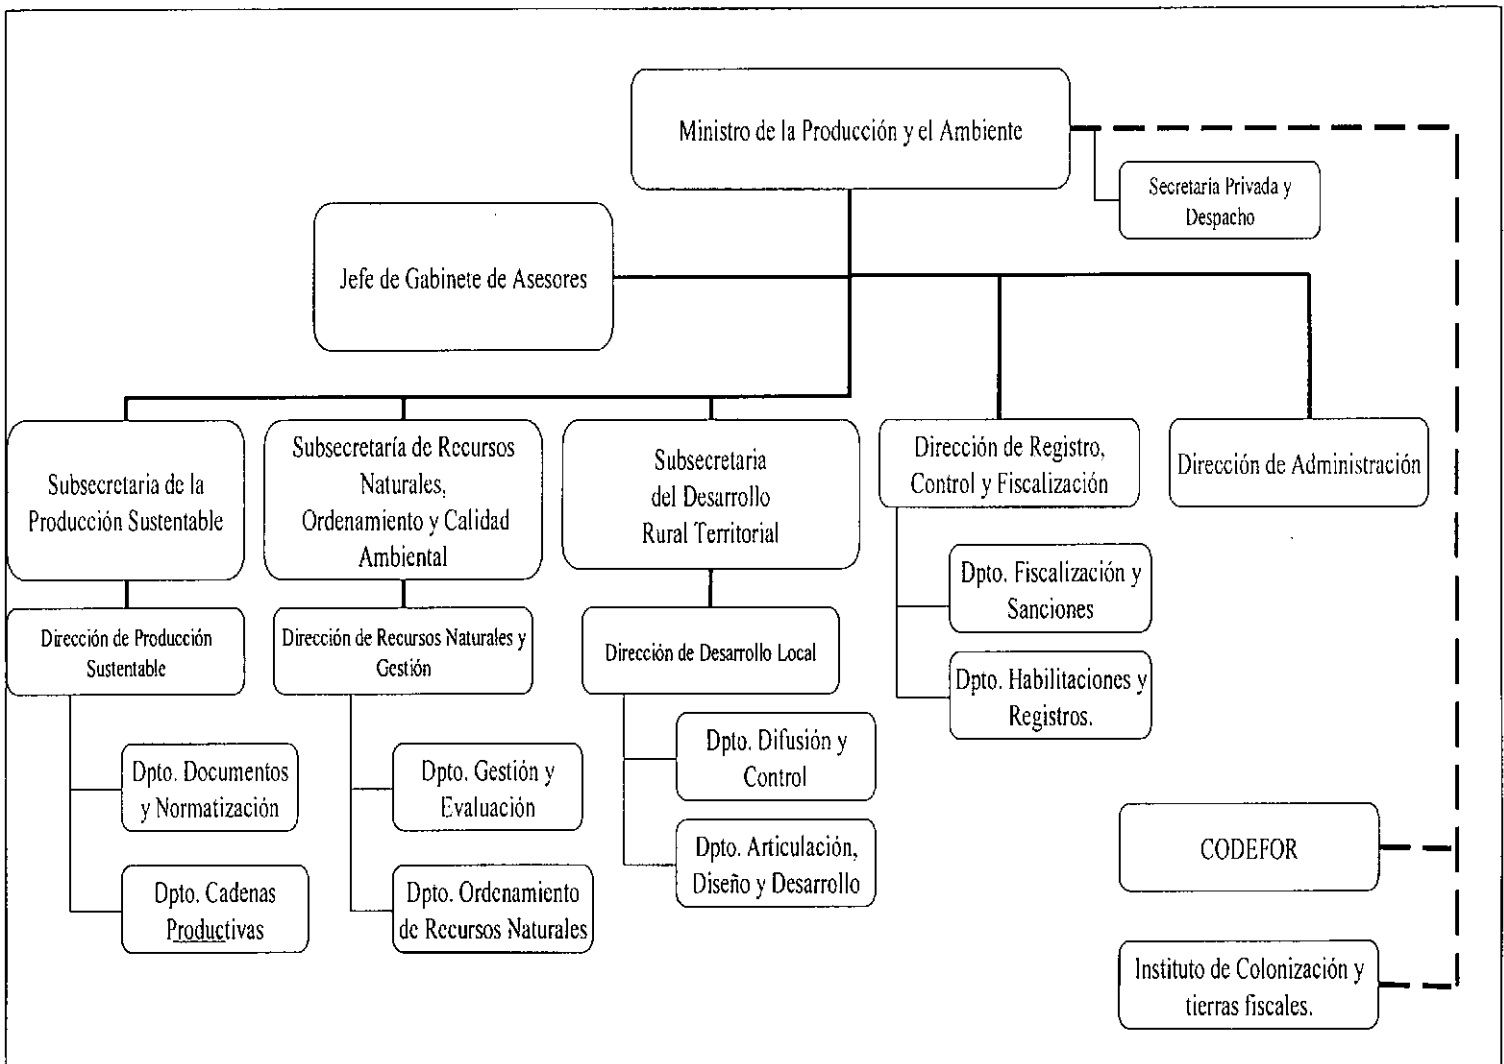 Ministro de la Producción y el Ambiente
Secretaria Privada y
Despacho
Jefe de Gabinete de Asesores
Subsecretaria de la
Producción Sustentable
Subsecretaría de Recursos
Naturales,
Ordenamiento y Calidad
Ambiental
Subsecretaria
del Desarrollo
Rural Territorial
Dirección de Registro,
Control y Fiscalización
Dirección de Administración
Dpto. Fiscalización y
Sanciones
Dpto. Habilitaciones y
Registros.
Dirección de Producción
Sustentable
Dirección de Recursos Naturales y
Gestión
Dirección de Desarrollo Local
Dpto. Documentos
y Normatización
Dpto. Cadenas
Productivas
Dpto. Gestión y
Evaluación
Dpto. Ordenamiento
de Recursos Naturales
Dpto. Difusión y
Control
Dpto. Articulación,
Diseño y Desarrollo
CODEFOR
Instituto de Colonización y
tierras fiscales.